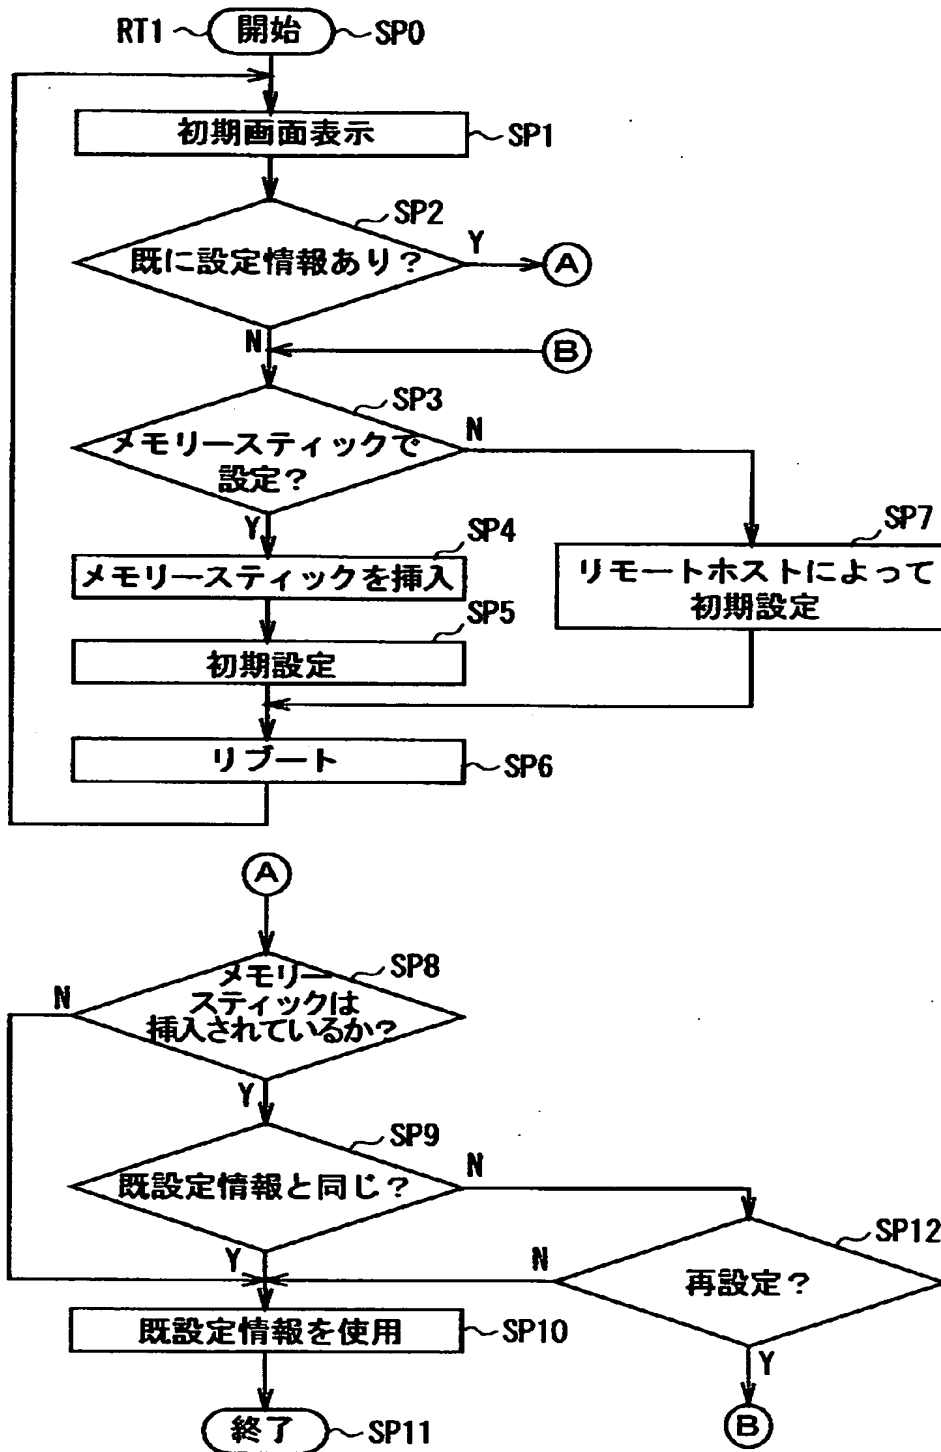 RT1 開始 SP0
初期画面表示 SP1
SP2
既に設定情報あり? Y A
N B
SP3
メモリースティックで N
設定?
Y SP4 SP7
メモリースティックを挿入 リモートホストによって
初期設定
SP5
初期設定
リブート SP6
A
SP8
メモリー
N スティックは
挿入されているか?
Y
SP9
既設定情報と同じ? N
SP12
Y N 再設定?
既設定情報を使用 SP10
Y
終了 SP11 B